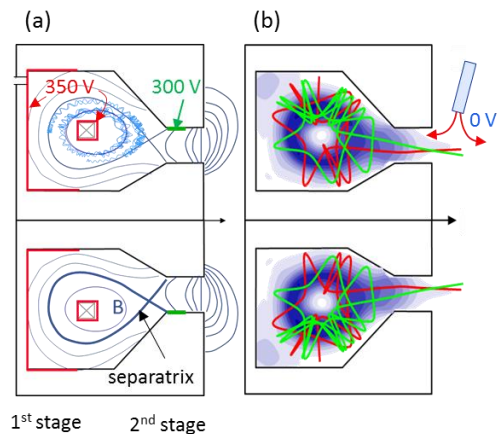 (a)
(b)
350 V
300 V
0 V
B
separatrix
1st stage
2nd stage